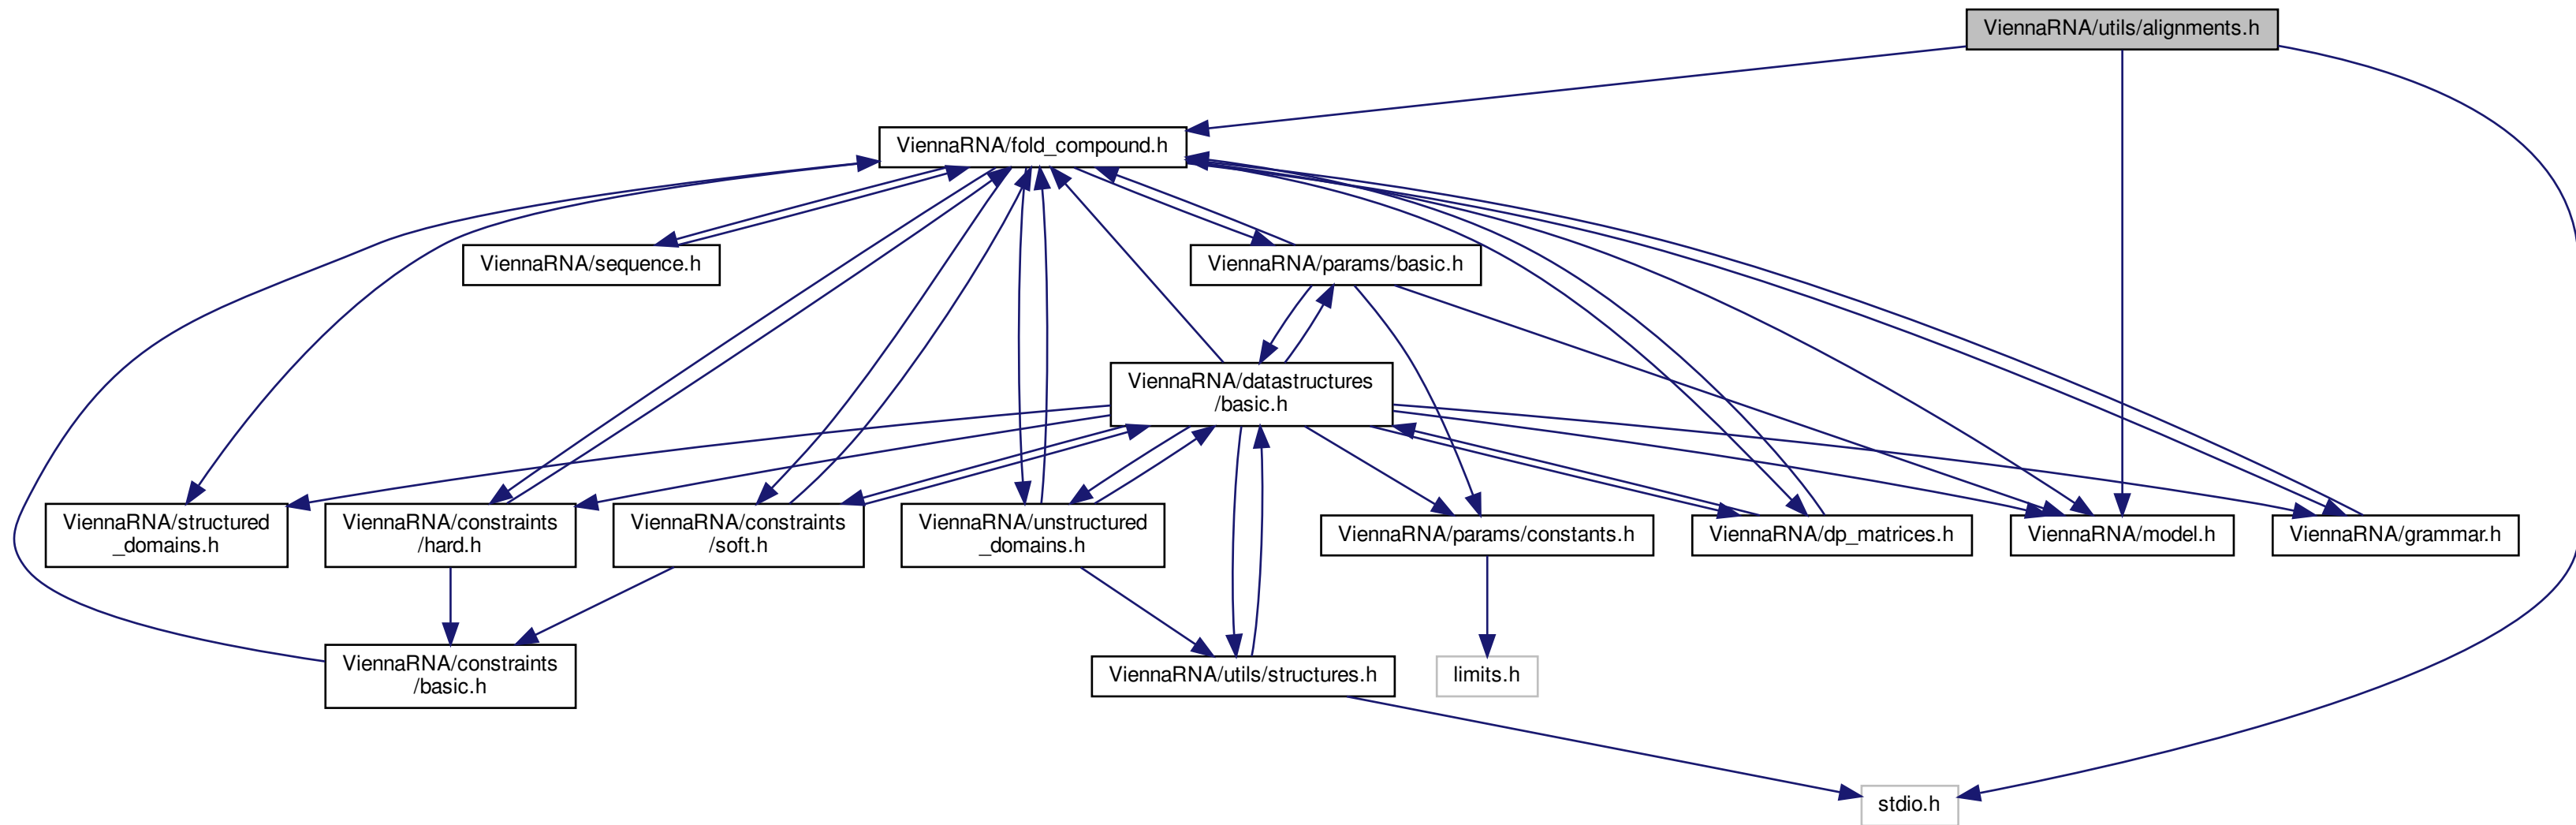 ViennaRNA/utils/alignments.h
ViennaRNA/fold_compound.h
ViennaRNA/sequence.h
ViennaRNA/params/basic.h
ViennaRNA/datastructures
/basic.h
ViennaRNA/structured
_domains.h
ViennaRNA/constraints
/hard.h
ViennaRNA/constraints
/soft.h
ViennaRNA/unstructured
_domains.h
ViennaRNA/params/constants.h
ViennaRNA/dp_matrices.h
ViennaRNA/model.h
ViennaRNA/grammar.h
ViennaRNA/constraints
/basic.h
ViennaRNA/utils/structures.h
limits.h
stdio.h